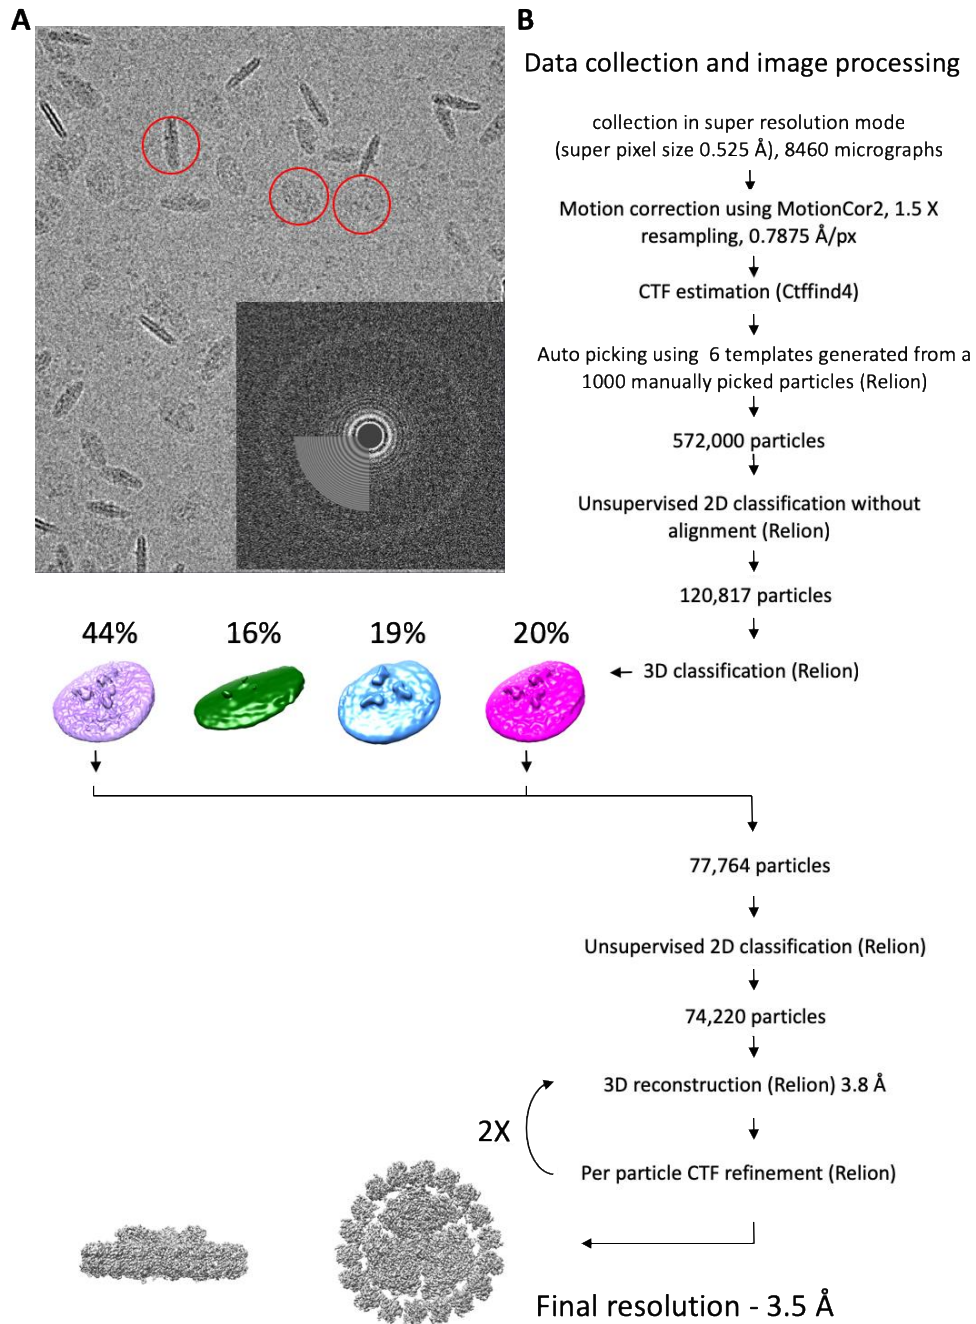 A
B
Data collection and image processing
collection in super resolution mode
(super pixel size 0.525 Å), 8460 micrographs
Motion correction using MotionCor2, 1.5 X
resampling, 0.7875 Å/px
CTF estimation (Ctffind4)
Auto picking using 6 templates generated from a
1000 manually picked particles (Relion)
572,000 particles
Unsupervised 2D classification without
alignment (Relion)
120,817 particles
3D classification (Relion)
44%
16%
19%
20%
77,764 particles
Unsupervised 2D classification (Relion)
74,220 particles
3D reconstruction (Relion) 3.8 Å
2X
Per particle CTF refinement (Relion)
Final resolution - 3.5 Å